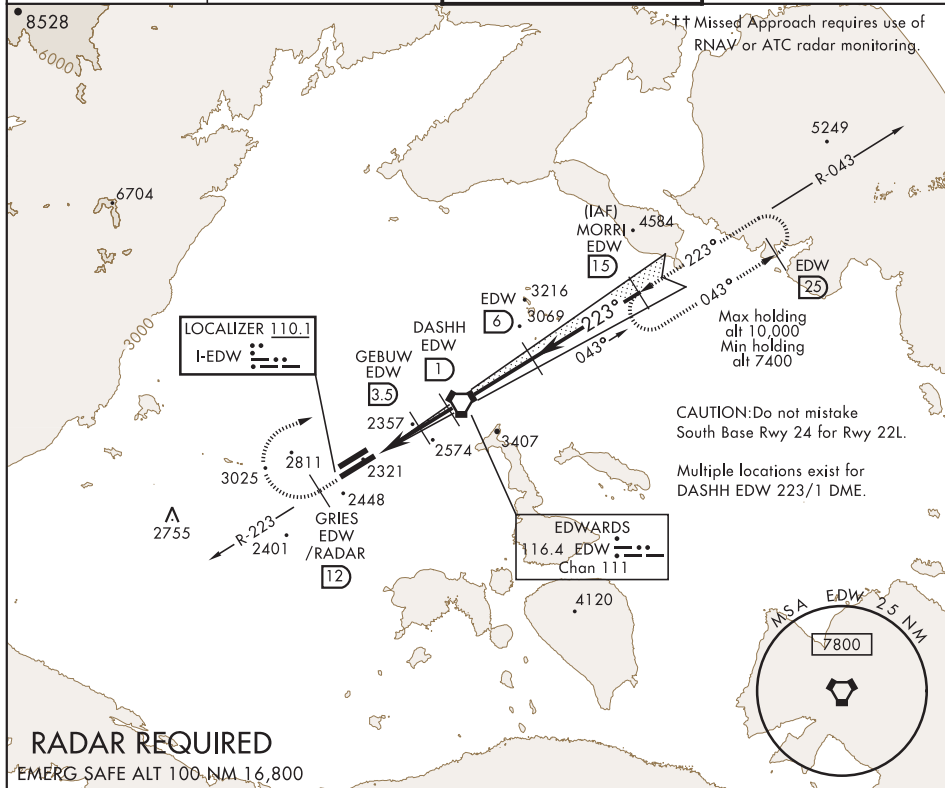 8528
6000
†† Missed Approach requires use of
RNAV or ATC radar monitoring.
5249
R-043
6704
(IAF)
MORRI
EDW
15
4584
223°
EDW
25
043°
3216
EDW
6
3069
223°
043°
Max holding
alt 10,000
Min holding
alt 7400
3000
LOCALIZER 110.1
I-EDW
DASHH
EDW
1
GEBUW
EDW
3.5
2357
2574
3407
CAUTION:Do not mistake
South Base Rwy 24 for Rwy 22L.
Multiple locations exist for
DASHH EDW 223/1 DME.
2811
2321
3025
2448
2755
R-223
2401
GRIES
EDW
/RADAR
12
EDWARDS
116.4 EDW
Chan 111
4120
MSA EDW 25 NM
7800
RADAR REQUIRED
EMERG SAFE ALT 100 NM 16,800